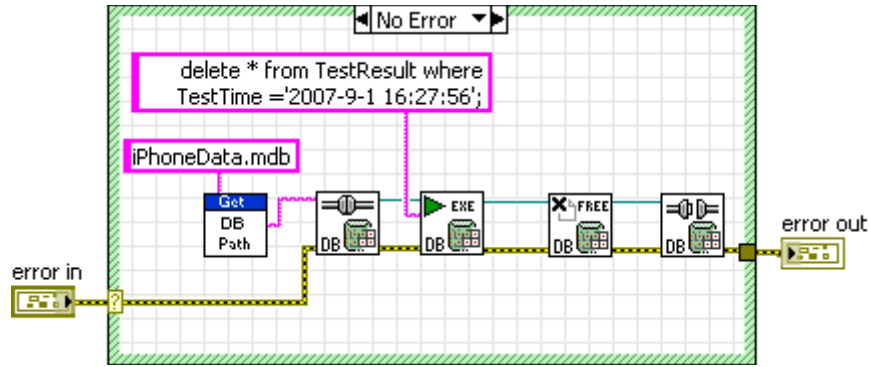 No Error
delete * from TestResult where
TestTime ='2007-9-1 16:27:56';
iPhoneData.mdb
Get
DB
Path
DB
EXE
DB
FREE
DB
DB
error out
error in
?